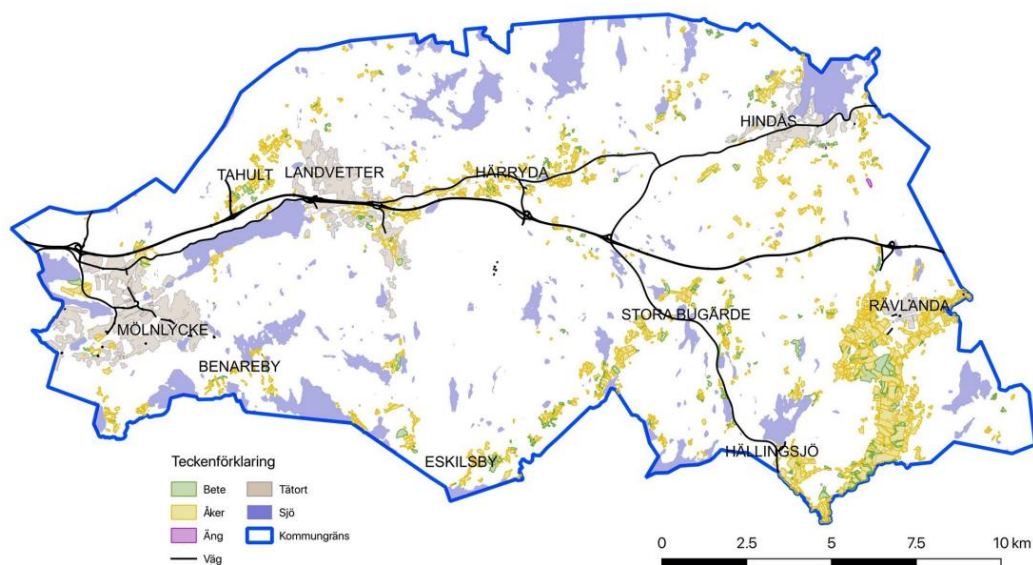 HINDÅS
TAHULT
LANDVETTER
HÄRRYDA
STORA BUGÄRDE
RÄVLANDA
MÖLNLYCKE
BENAREBY
ESKILSBY
HÄLLINGSJÖ
Teckenförklaring
Bete
Tätort
Åker
Sjö
Äng
Kommungräns
Väg
0 2.5 5 7.5 10 km